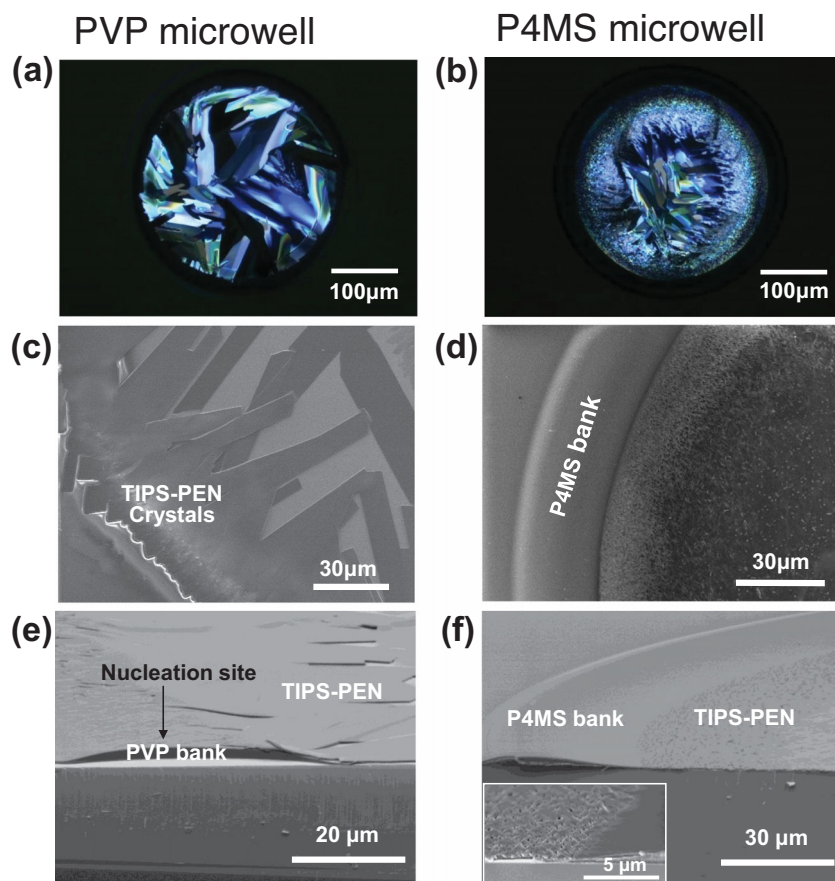 PVP microwell
P4MS microwell
(a)
(b)
100µm
100µm
(c)
(d)
TIPS-PEN
Crystals
30µm
P4MS bank
30µm
(e)
(f)
Nucleation site
TIPS-PEN
PVP bank
20 µm
P4MS bank
TIPS-PEN
5 µm
30 µm